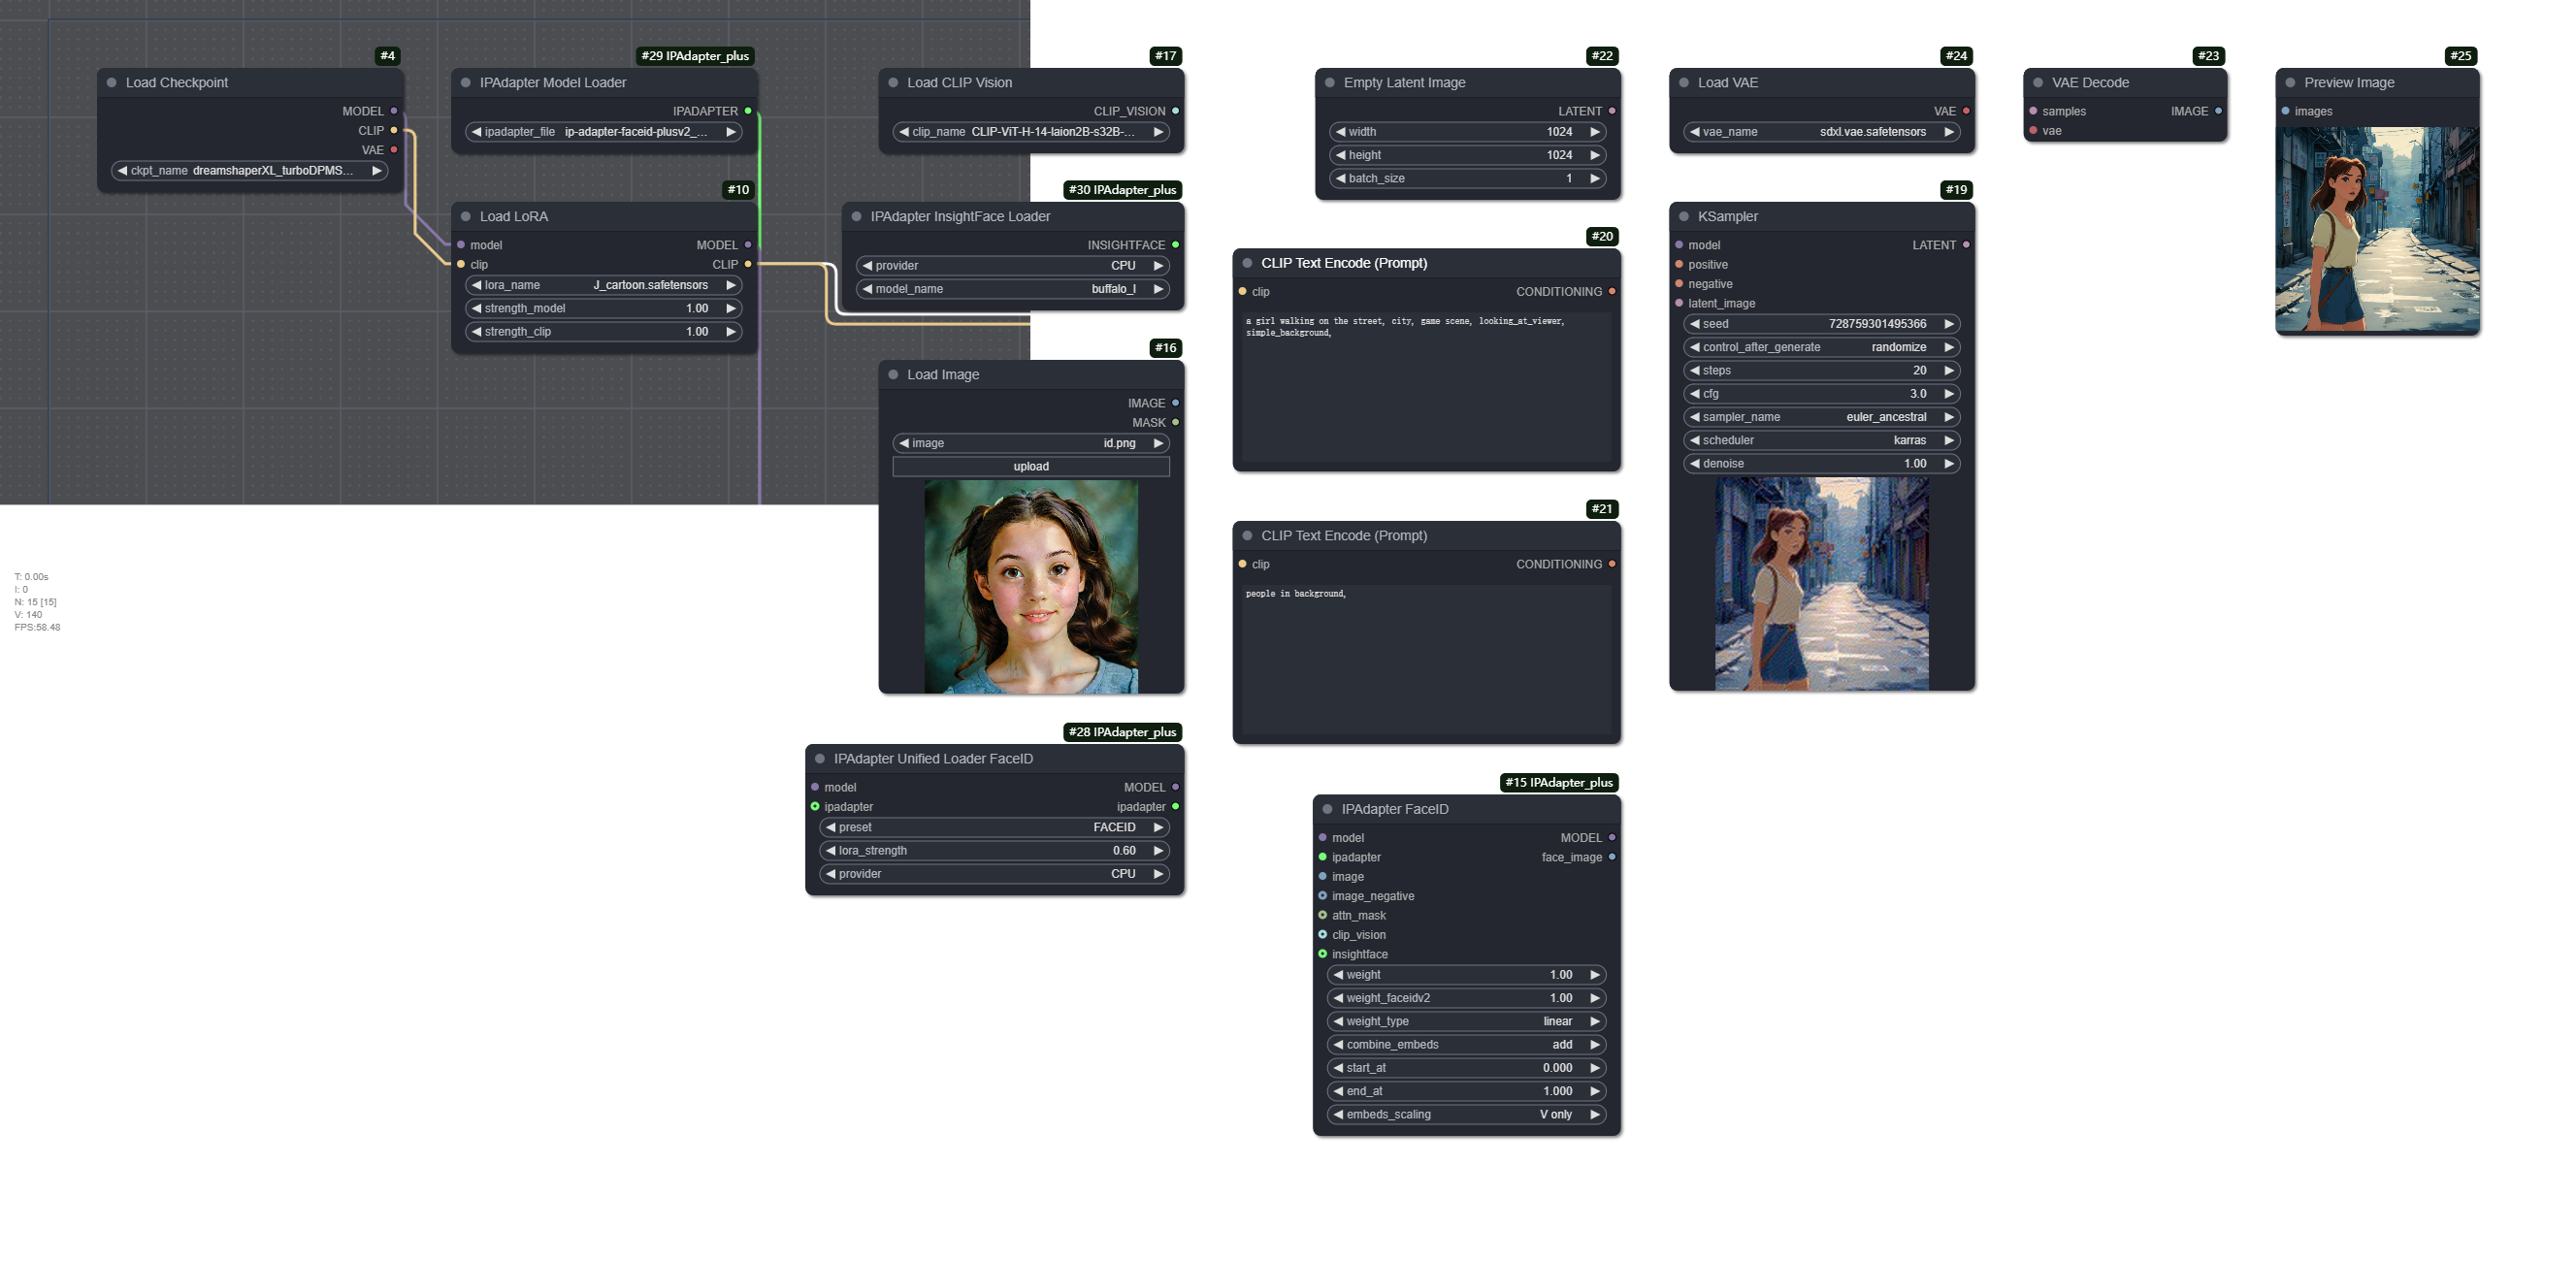 #4
Load Checkpoint
MODEL
CLIP
VAE
ckpt_name dreamshaperXL_turboDPMS...
#29 IPAdapter_plus
IPAdapter Model Loader
IPADAPTER
ipadapter_file ip-adapter-faceid-plusv2_...
#10
Load LoRA
model MODEL
clip CLIP
lora_name J_cartoon.safetensors
strength_model 1.00
strength_clip 1.00
#17
Load CLIP Vision
CLIP_VISION
clip_name CLIP-ViT-H-14-laion2B-s32B-...
#30 IPAdapter_plus
IPAdapter InsightFace Loader
INSIGHTFACE
provider CPU
model_name buffalo_l
#16
Load Image
IMAGE
MASK
image id.png
upload
#28 IPAdapter_plus
IPAdapter Unified Loader FaceID
model MODEL
ipadapter ipadapter
preset FACEID
lora_strength 0.60
provider CPU
#22
Empty Latent Image
LATENT
width 1024
height 1024
batch_size 1
#20
CLIP Text Encode (Prompt)
clip CONDITIONING
a girl walking on the street, city, game scene, looking_at_viewer,
simple_background,
#21
CLIP Text Encode (Prompt)
clip CONDITIONING
people in background,
#15 IPAdapter_plus
IPAdapter FaceID
model MODEL
ipadapter face_image
image
image_negative
attn_mask
clip_vision
insightface
weight 1.00
weight_faceidv2 1.00
weight_type linear
combine_embeds add
start_at 0.000
end_at 1.000
embeds_scaling V only
#24
Load VAE
VAE
vae_name sdxl.vae.safetensors
#19
KSampler
model LATENT
positive
negative
latent_image
seed 728759301495366
control_after_generate randomize
steps 20
cfg 3.0
sampler_name euler_ancestral
scheduler karras
denoise 1.00
#23
VAE Decode
samples IMAGE
vae
#25
Preview Image
images
T: 0.00s
I: 0
N: 15 [15]
V: 140
FPS:58.48